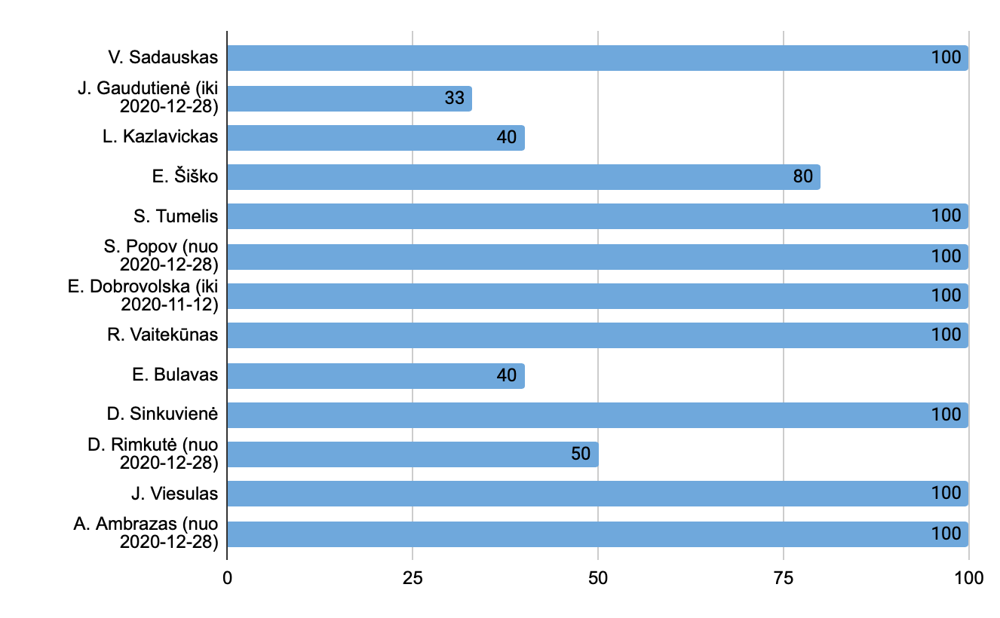 V. Sadauskas
100
J. Gaudutienė (iki
2020-12-28)
33
L. Kazlavickas
40
E. Šiško
80
S. Tumelis
100
S. Popov (nuo
2020-12-28)
100
E. Dobrovolska (iki
2020-11-12)
100
R. Vaitekūnas
100
E. Bulavas
40
D. Sinkuvienė
100
D. Rimkutė (nuo
2020-12-28)
50
J. Viesulas
100
A. Ambrazas (nuo
2020-12-28)
100
0 25 50 75 100